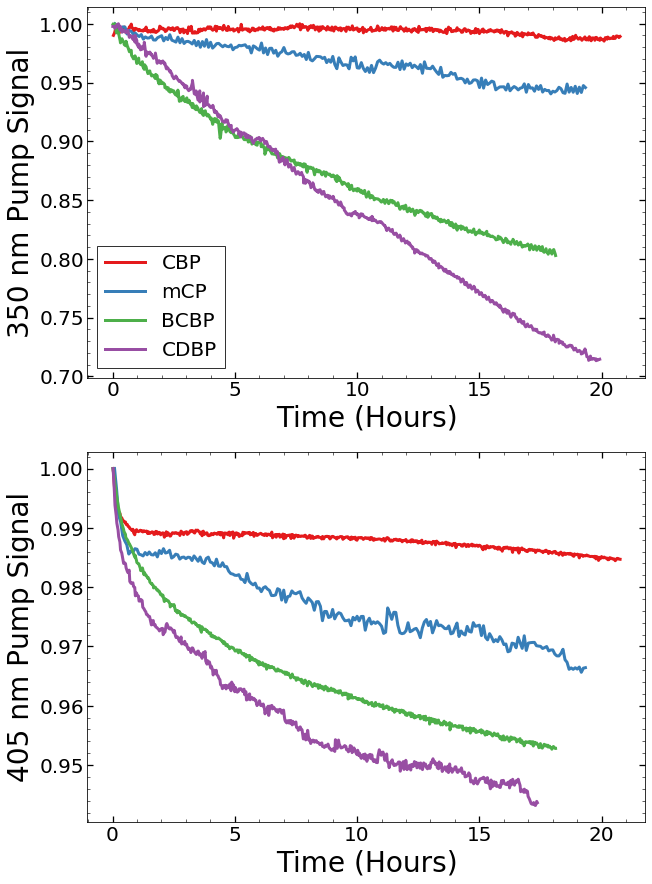 1.00
0.95
0.90
0.85
0.80
0.75
0.70
350 nm Pump Signal
CBP
mCP
BCBP
CDBP
0 5 10 15 20
Time (Hours)
1.00
0.99
0.98
0.97
0.96
0.95
405 nm Pump Signal
0 5 10 15 20
Time (Hours)